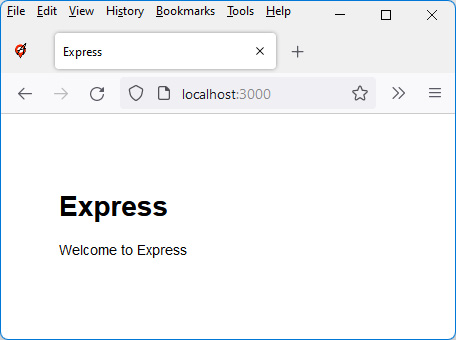 File Edit View History Bookmarks Tools Help
Express
localhost:3000
Express
Welcome to Express